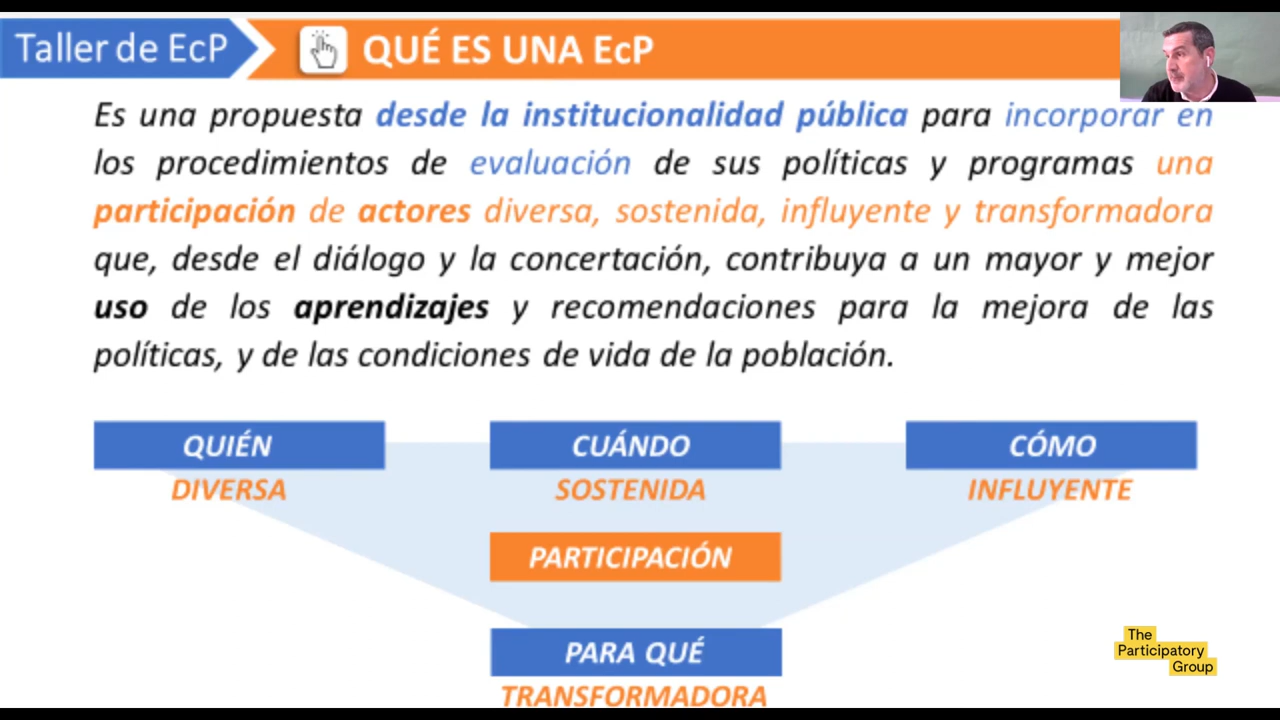 Taller de EcP
QUÉ ES UNA EcP
Es una propuesta desde la institucionalidad pública para incorporar en
los procedimientos de evaluación de sus políticas y programas una
participación de actores diversa, sostenida, influyente y transformadora
que, desde el diálogo y la concertación, contribuya a un mayor y mejor
uso de los aprendizajes y recomendaciones para la mejora de las
políticas, y de las condiciones de vida de la población.
QUIÉN
CUÁNDO
CÓMO
DIVERSA
SOSTENIDA
INFLUYENTE
PARTICIPACIÓN
PARA QUÉ
TRANSFORMADORA
The
Participatory
Group